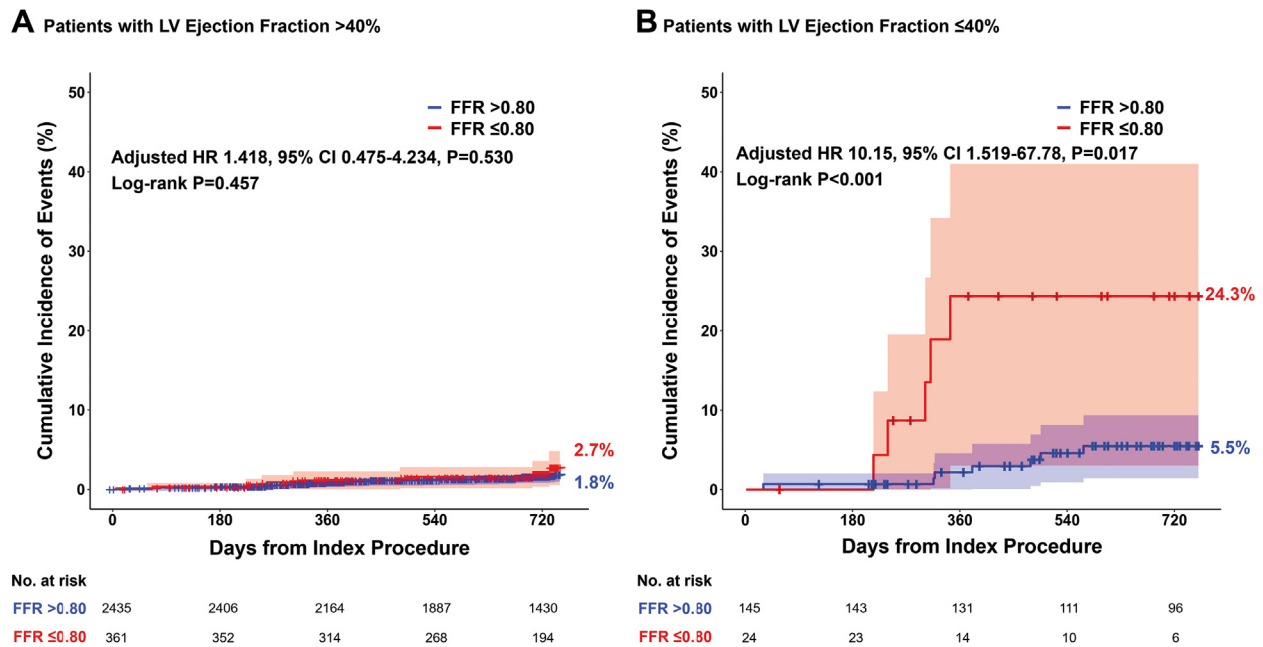 A Patients with LV Ejection Fraction >40%
Cumulative Incidence of Events (%)
50
40
30
20
10
0
FFR >0.80
FFR ≤0.80
Adjusted HR 1.418, 95% CI 0.475-4.234, P=0.530
Log-rank P=0.457
2.7%
1.8%
0 180 360 540 720
Days from Index Procedure
No. at risk
FFR >0.80 2435 2406 2164 1887 1430
FFR ≤0.80 361 352 314 268 194
B Patients with LV Ejection Fraction ≤40%
Cumulative Incidence of Events (%)
50
40
30
20
10
0
FFR >0.80
FFR ≤0.80
Adjusted HR 10.15, 95% CI 1.519-67.78, P=0.017
Log-rank P<0.001
24.3%
5.5%
0 180 360 540 720
Days from Index Procedure
No. at risk
FFR >0.80 145 143 131 111 96
FFR ≤0.80 24 23 14 10 6